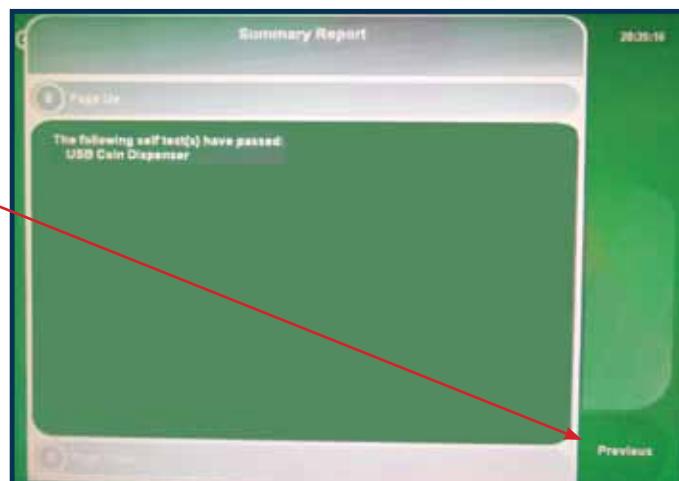 Summary Report
20:35:16
Page Up
The following self test(s) have passed:
USB Coin Dispenser
Previous